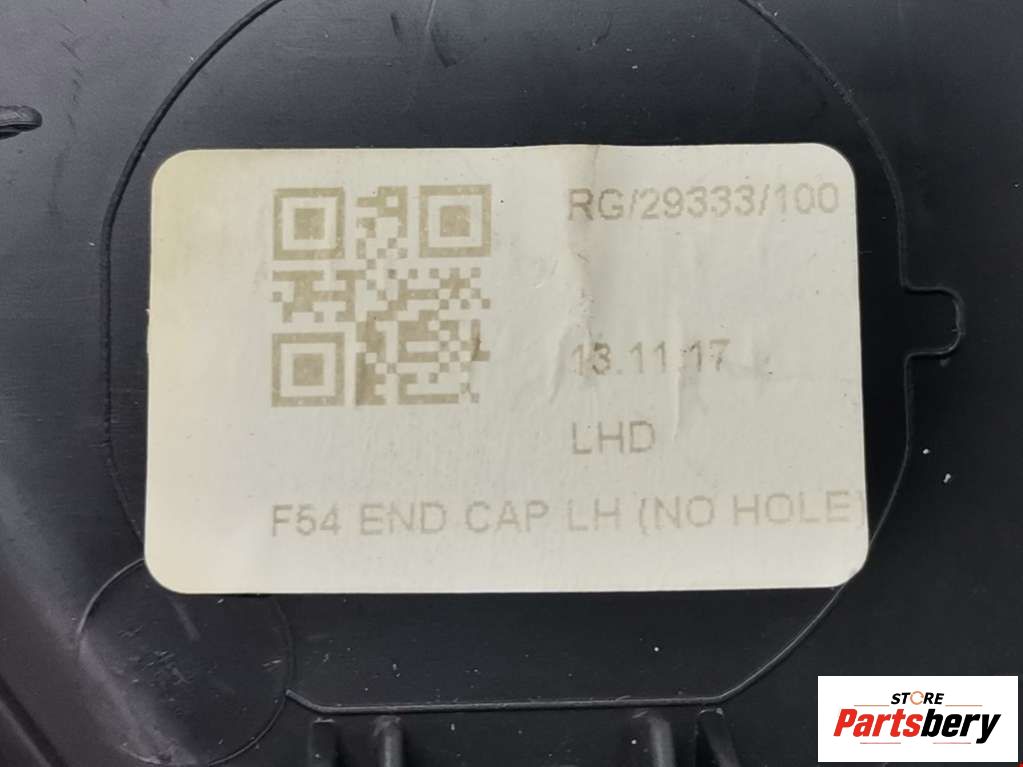 RG/29333/100
13.11.17
LHD
F54 END CAP LH (NO HOLE)
STORE
Partsbery